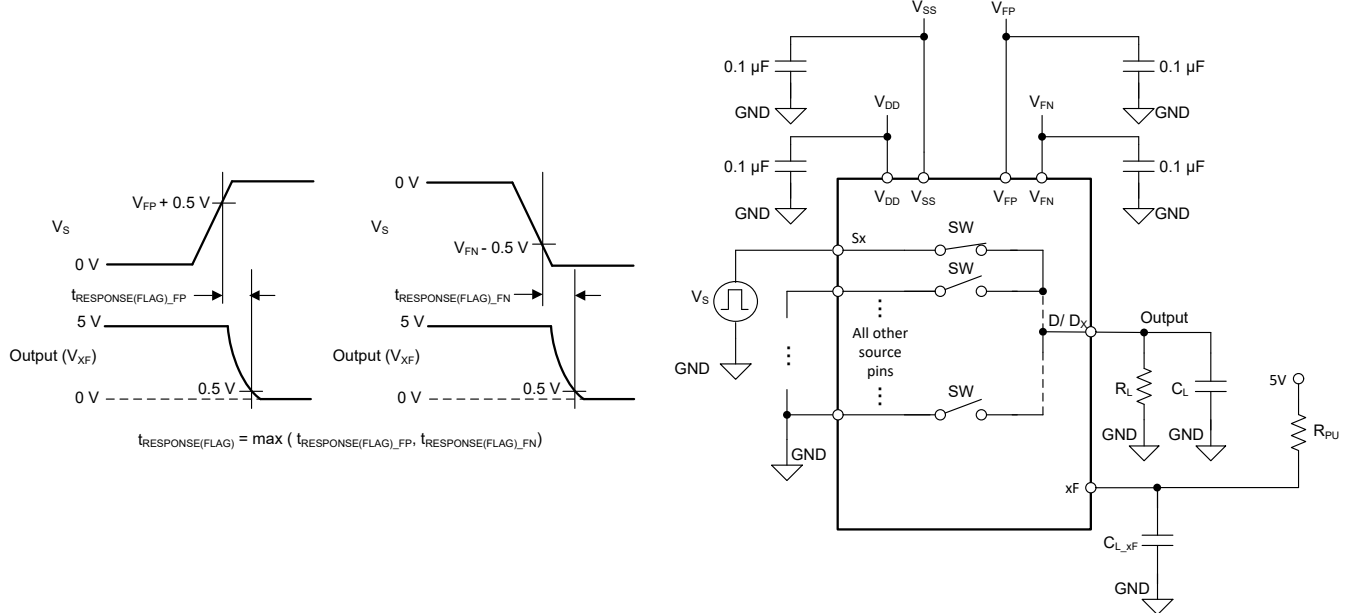 V_FP + 0.5 V
V_S
0 V
t_RESPONSE(FLAG)_FP
5 V
Output (V_XF)
0.5 V
0 V
0 V
V_S
V_FN - 0.5 V
t_RESPONSE(FLAG)_FN
5 V
Output (V_XF)
0.5 V
0 V
t_RESPONSE(FLAG) = max ( t_RESPONSE(FLAG)_FP, t_RESPONSE(FLAG)_FN)
V_SS
V_FP
0.1 µF
0.1 µF
GND
GND
V_DD
V_FN
0.1 µF
0.1 µF
GND
GND
V_DD
V_SS
V_FP
V_FN
Sx
SW
SW
V_S
GND
All other
source
pins
D/ D_X
Output
SW
R_L
C_L
GND
GND
GND
5V
R_PU
xF
C_L_xF
GND